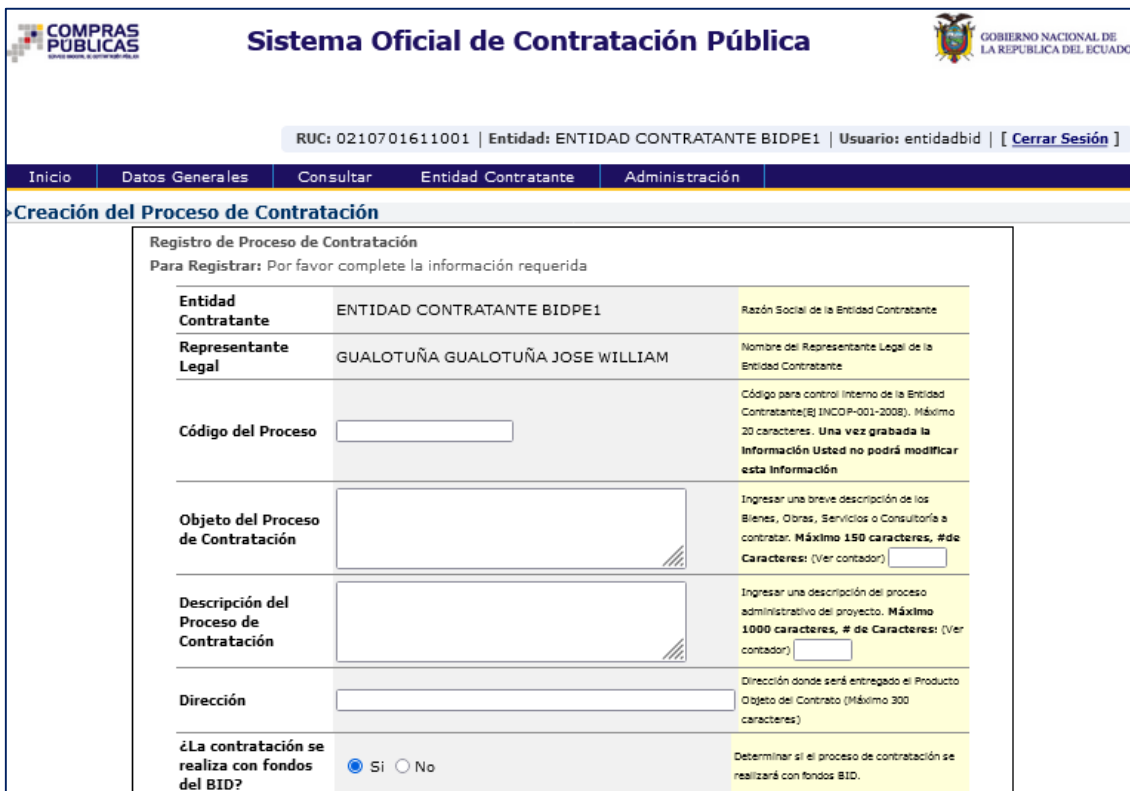 COMPRAS
PÚBLICAS
Sistema Oficial de Contratación Pública
GOBIERNO NACIONAL DE
LA REPUBLICA DEL ECUADO
RUC: 0210701611001 | Entidad: ENTIDAD CONTRATANTE BIDPE1 | Usuario: entidadbid | [ Cerrar Sesión ]
Inicio Datos Generales Consultar Entidad Contratante Administración
›Creación del Proceso de Contratación
Registro de Proceso de Contratación
Para Registrar: Por favor complete la información requerida
Entidad
Contratante
ENTIDAD CONTRATANTE BIDPE1
Razón Social de la Entidad Contratante
Representante
Legal
GUALOTUÑA GUALOTUÑA JOSE WILLIAM
Nombre del Representante Legal de la
Entidad Contratante
Código del Proceso
Código para control interno de la Entidad
Contratante(Ej INCOP-001-2008). Máximo
20 caracteres. Una vez grabada la
información Usted no podrá modificar
esta información
Objeto del Proceso
de Contratación
Ingresar una breve descripción de los
Bienes, Obras, Servicios o Consultoría a
contratar. Máximo 150 caracteres, #de
Caracteres: (Ver contador)
Descripción del
Proceso de
Contratación
Ingresar una descripción del proceso
administrativo del proyecto. Máximo
1000 caracteres, # de Caracteres: (Ver
contador)
Dirección
Dirección donde será entregado el Producto
Objeto del Contrato (Máximo 300
caracteres)
¿La contratación se
realiza con fondos
del BID?
Si No
Determinar si el proceso de contratación se
realizará con fondos BID.